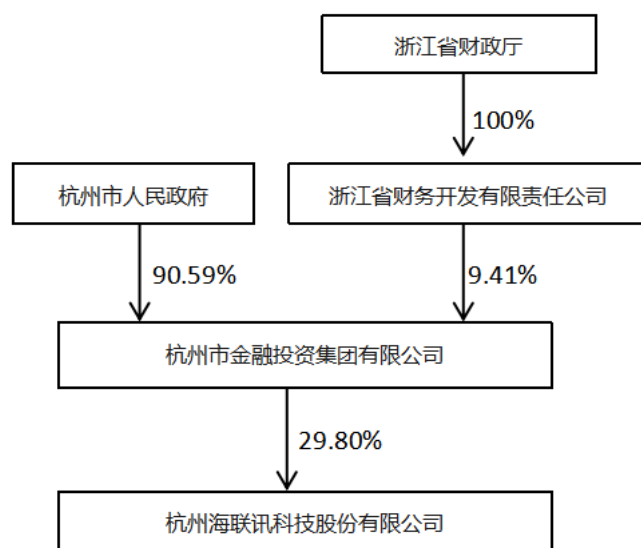 浙江省财政厅
100%
杭州市人民政府
浙江省财务开发有限责任公司
90.59%
9.41%
杭州市金融投资集团有限公司
29.80%
杭州海联讯科技股份有限公司